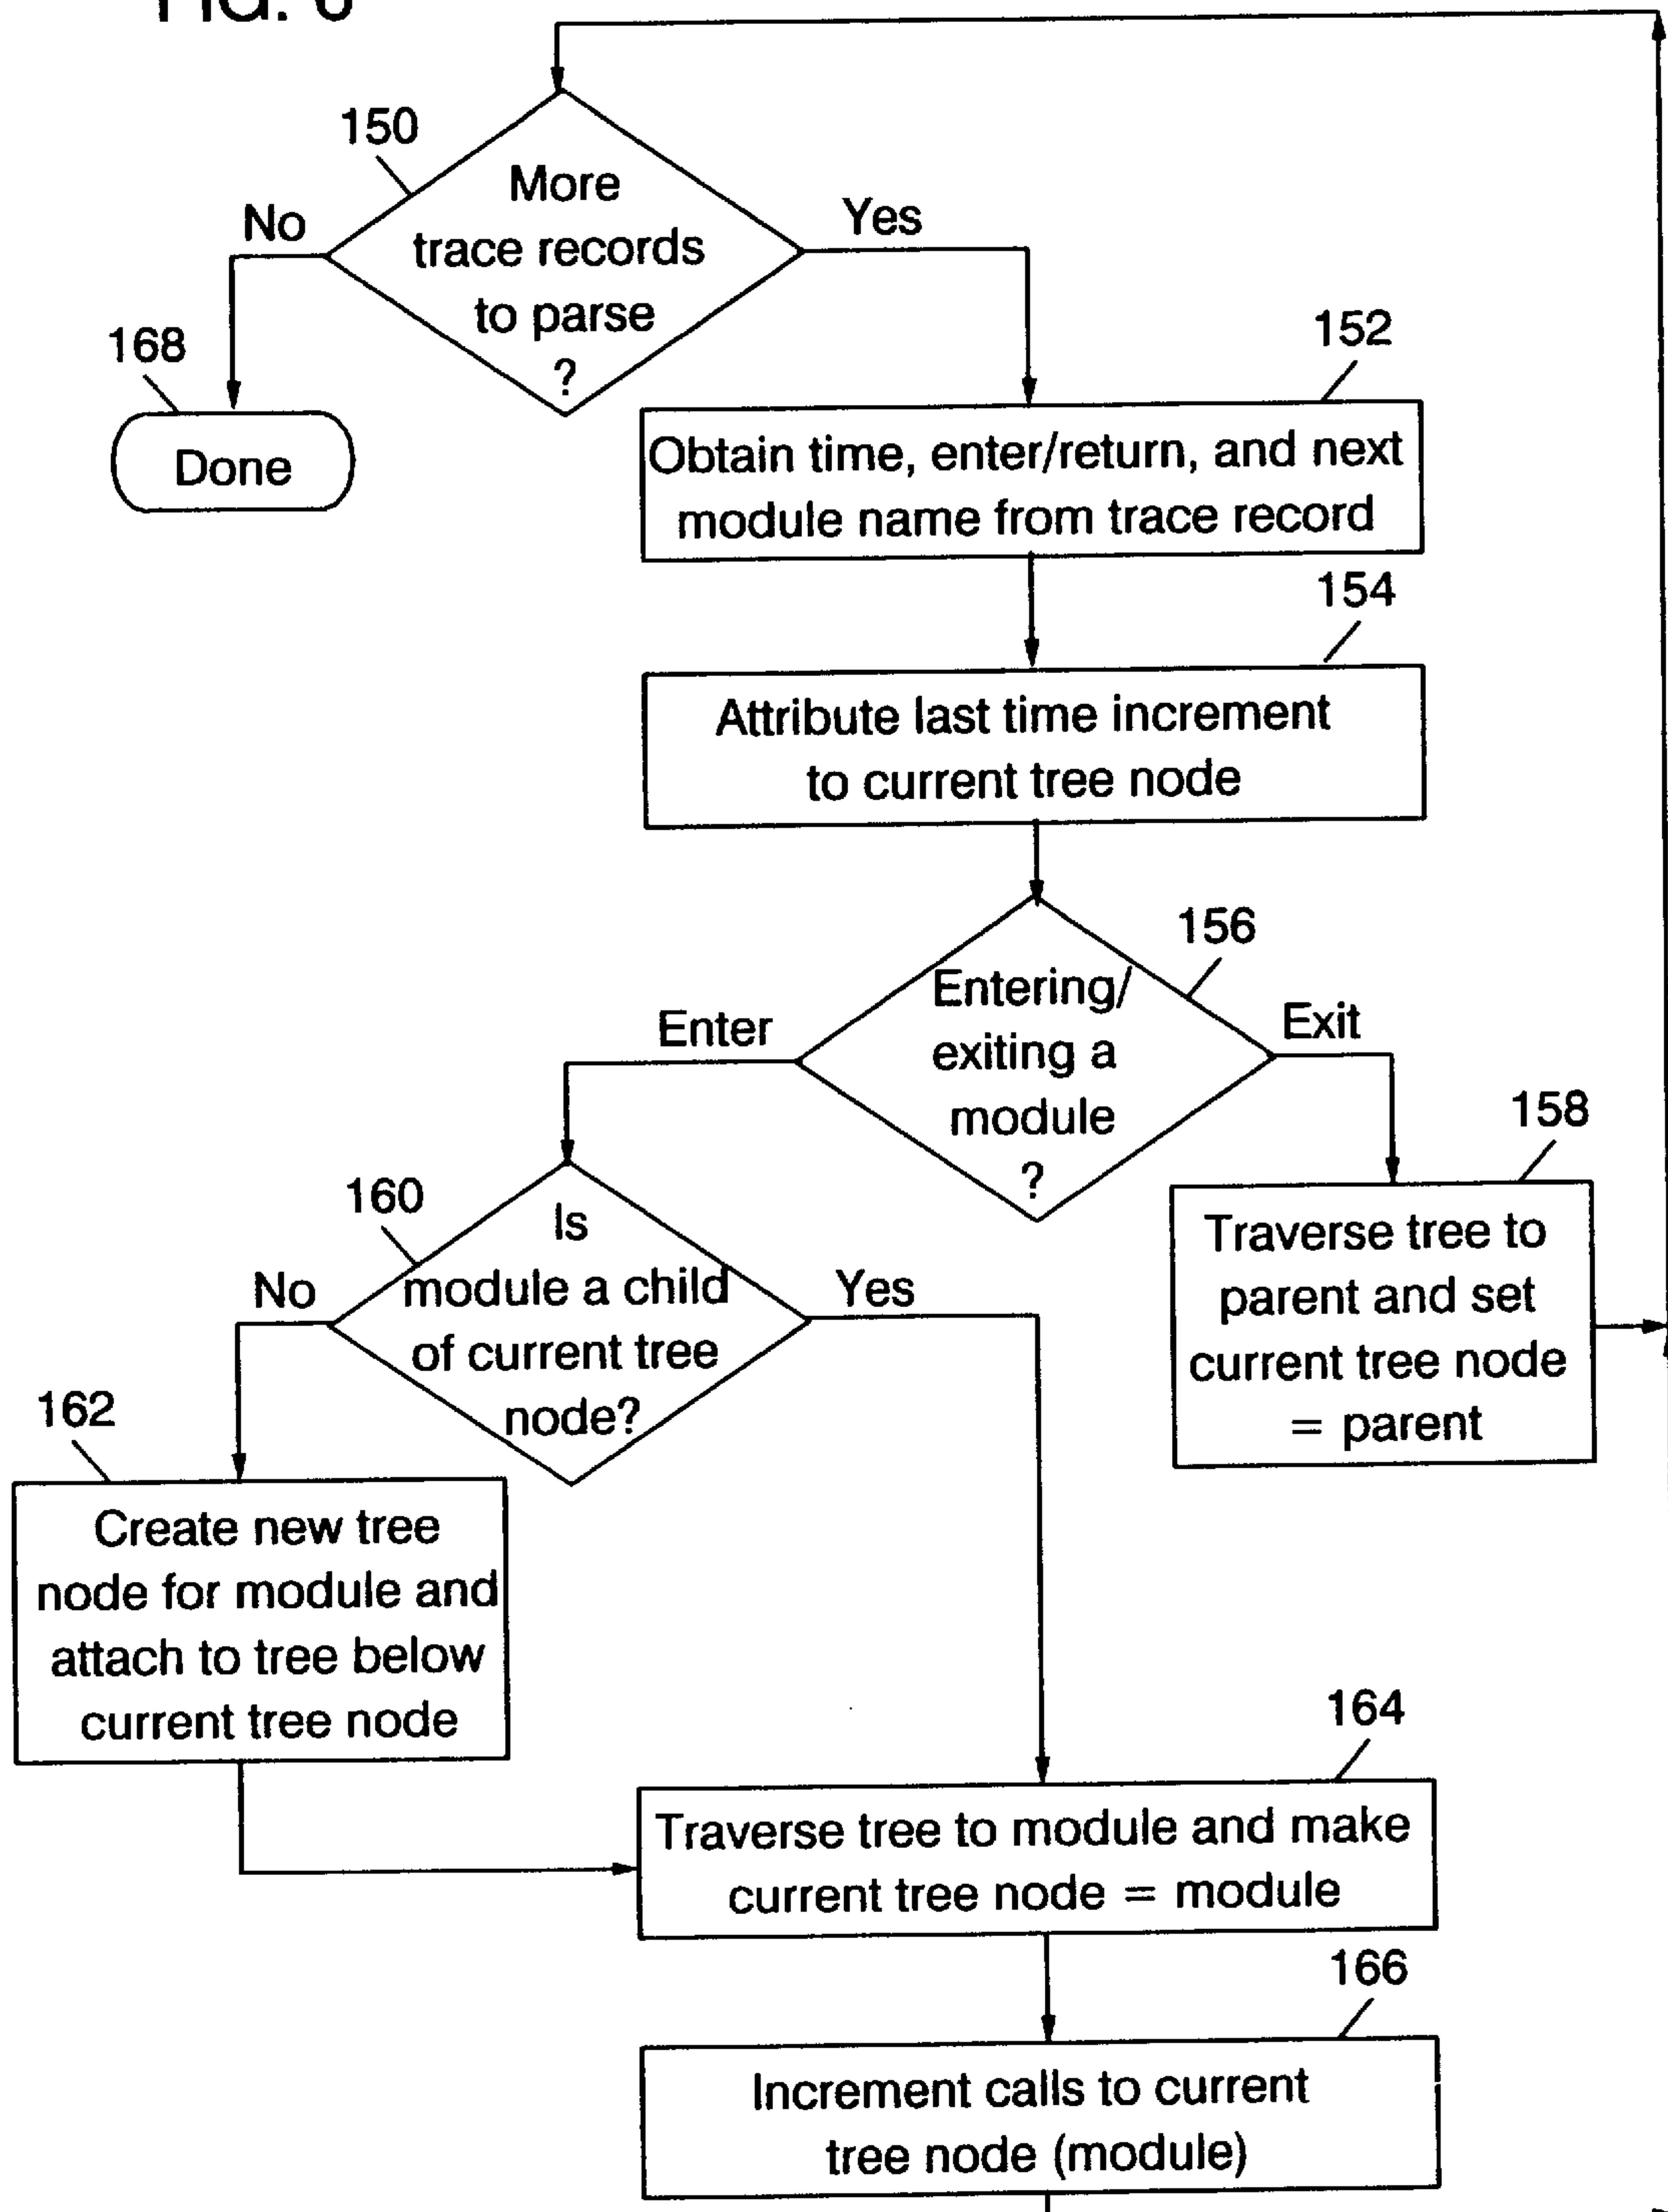 FIG.
150
More
trace records
to parse
?
No
Yes
168
Done
152
Obtain time, enter/return, and next
module name from trace record
154
Attribute last time increment
to current tree node
156
Entering/
exiting a
module
?
Enter
Exit
158
Traverse tree to
parent and set
current tree node
= parent
160
Is
module a child
of current tree
node?
No
Yes
162
Create new tree
node for module and
attach to tree below
current tree node
164
Traverse tree to module and make
current tree node = module
166
Increment calls to current
tree node (module)